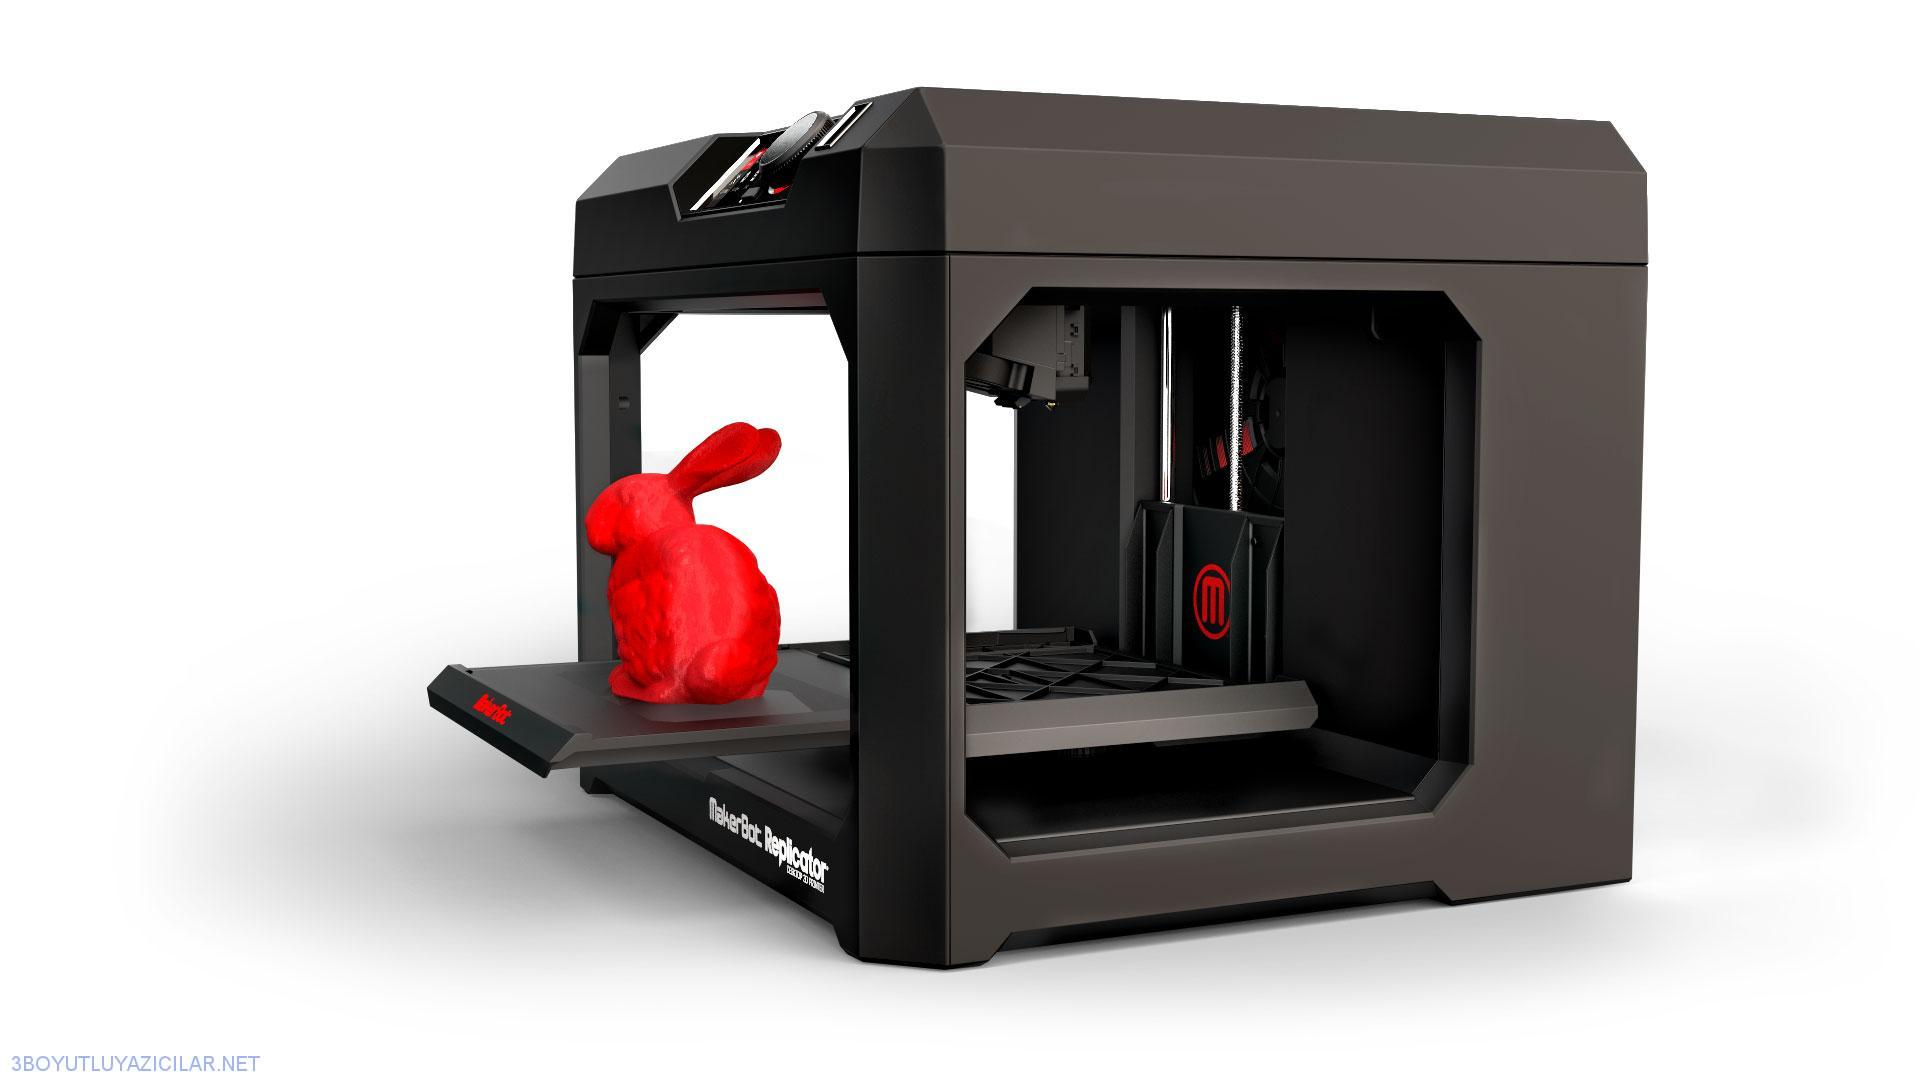 MakerBot
M
MakerBot Replicator
DESKTOP 3D PRINTER
3BOYUTLUYAZICILAR.NET